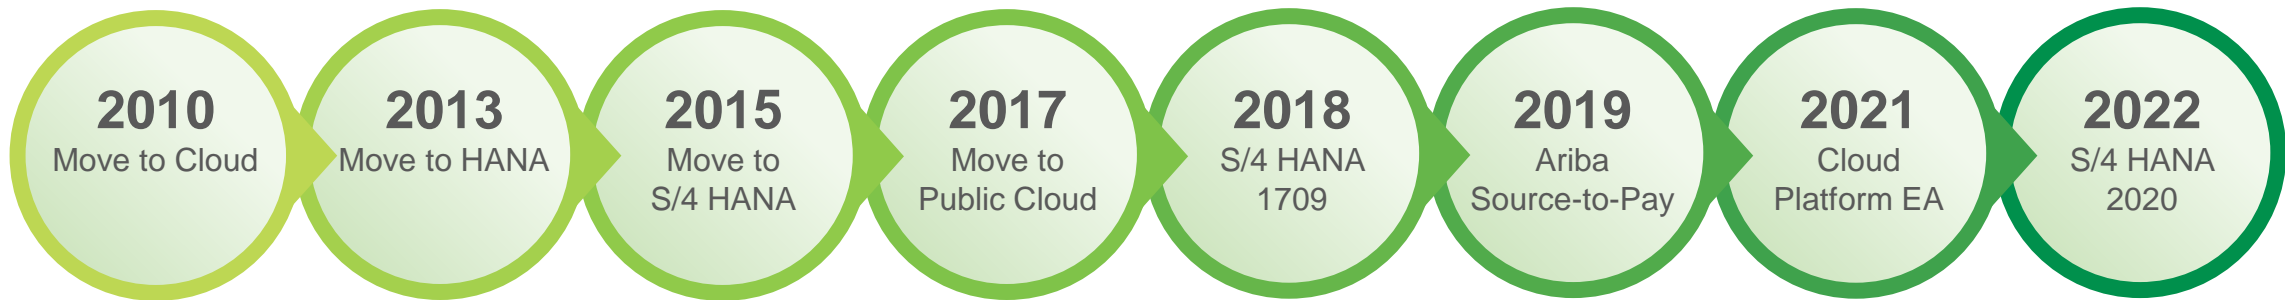 2010
Move to Cloud
2013
Move to HANA
2015
Move to
S/4 HANA
2017
Move to
Public Cloud
2018
S/4 HANA
1709
2019
Ariba
Source-to-Pay
2021
Cloud
Platform EA
2022
S/4 HANA
2020